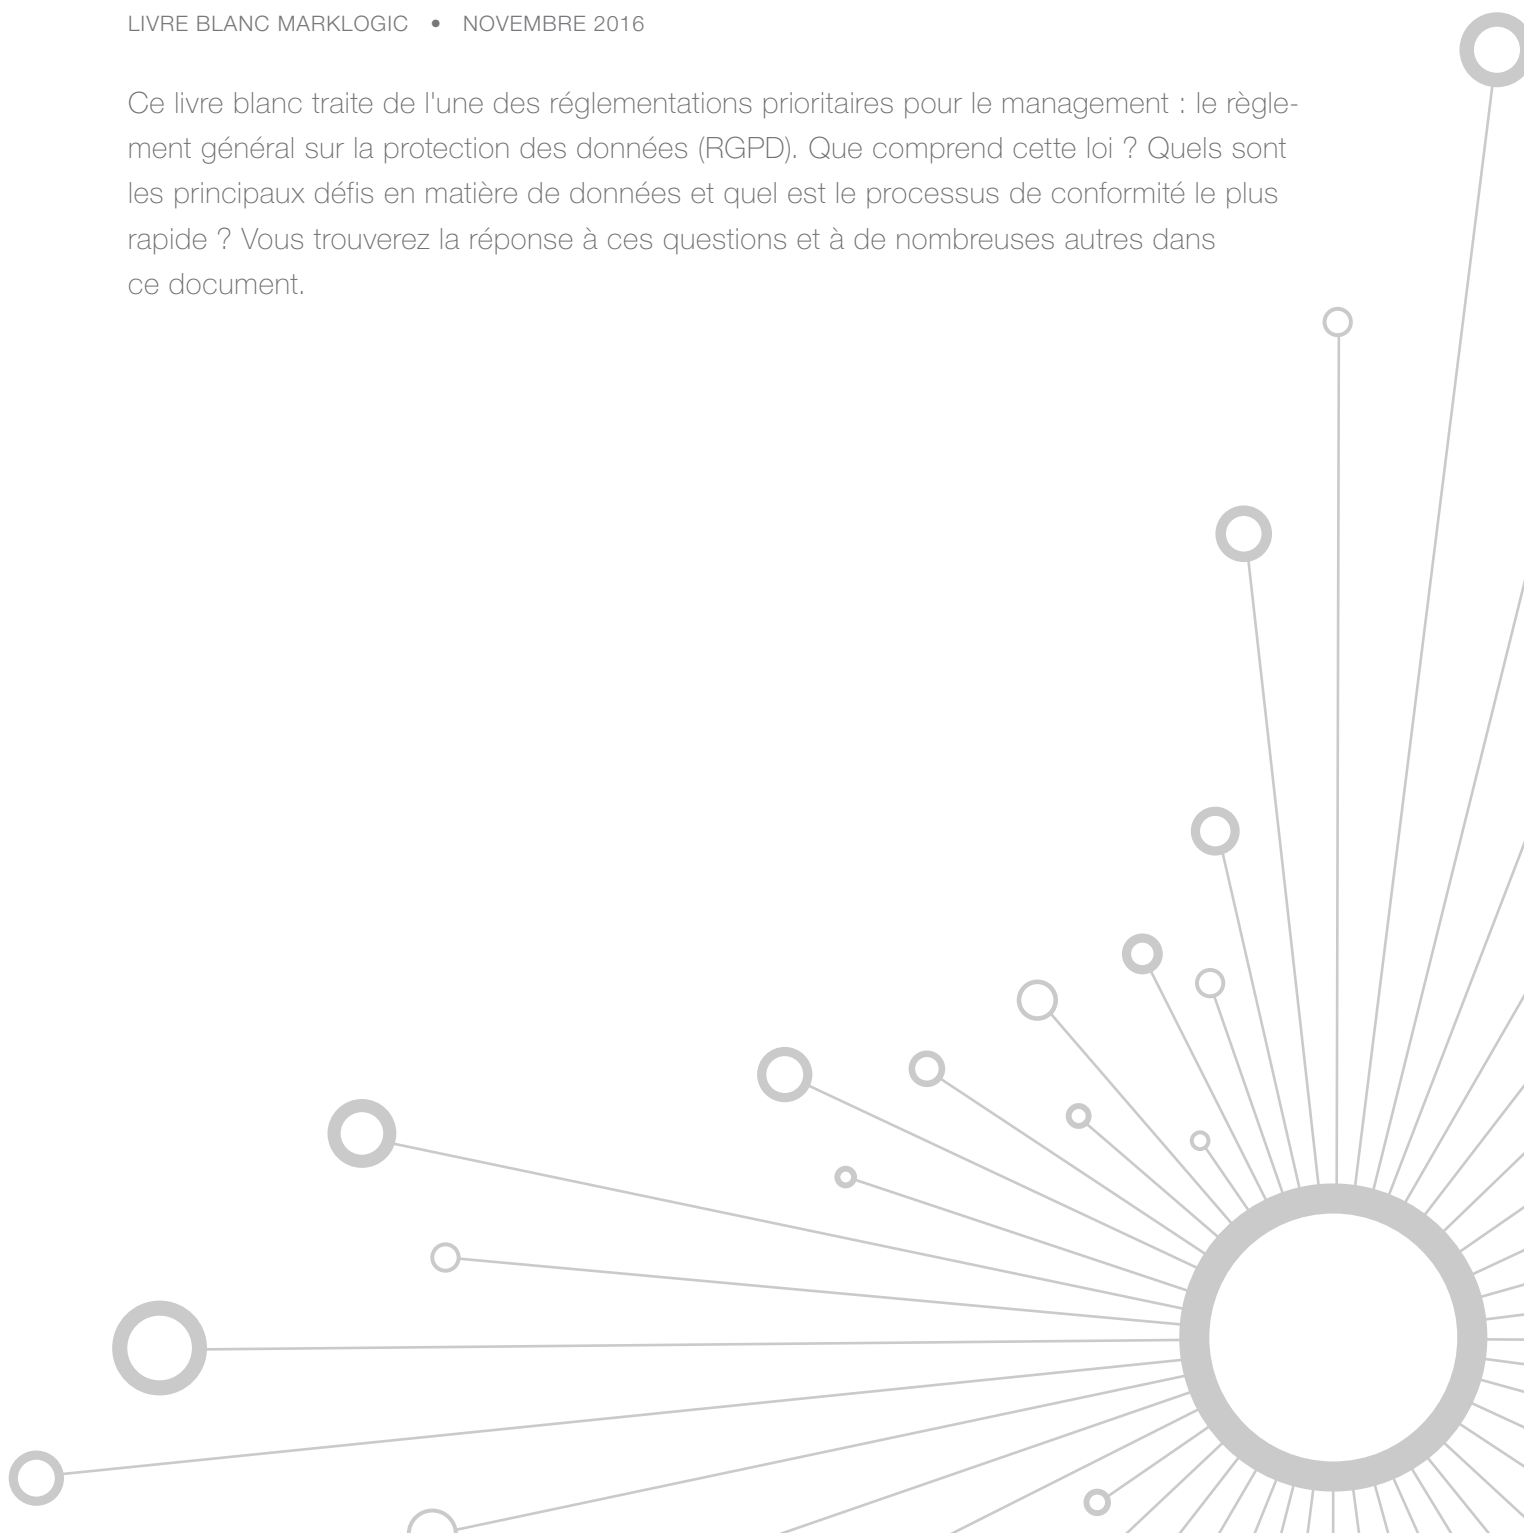 LIVRE BLANC MARKLOGIC • NOVEMBRE 2016
Ce livre blanc traite de l'une des réglementations prioritaires pour le management : le règle-
ment général sur la protection des données (RGPD). Que comprend cette loi ? Quels sont
les principaux défis en matière de données et quel est le processus de conformité le plus
rapide ? Vous trouverez la réponse à ces questions et à de nombreuses autres dans
ce document.